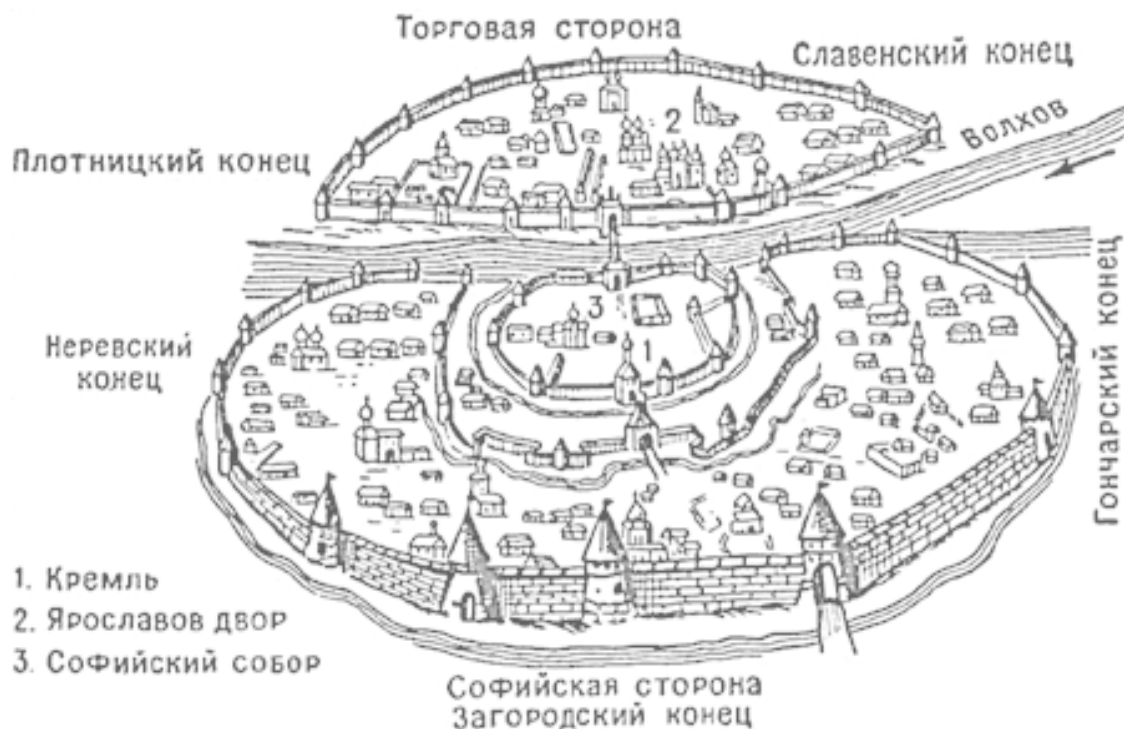 Торговая сторона
Славенский конец
Волхов
Плотницкий конец
2
3
1
Неревский
конец
Гончарский конец
1. Кремль
2. Ярославов двор
3. Софийский собор
Софийская сторона
Загородский конец